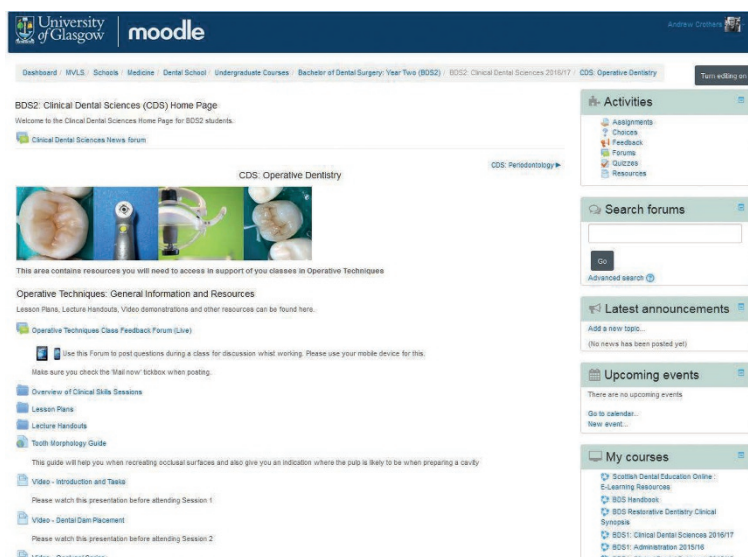 University of Glasgow
moodle
Andrew Crothers
Dashboard / MVLS / Schools / Medicine / Dental School / Undergraduate Courses / Bachelor of Dental Surgery: Year Two (BDS2) / BDS2: Clinical Dental Sciences 2016/17 / CDS: Operative Dentistry
Turn editing on
BDS2: Clinical Dental Sciences (CDS) Home Page
Welcome to the Clincal Dental Sciences Home Page for BDS2 students.
Clinical Dental Sciences News forum
CDS: Periodontology ►
CDS: Operative Dentistry
This area contains resources you will need to access in support of you classes in Operative Techniques
Operative Techniques: General Information and Resources
Lesson Plans, Lecture Handouts, Video demonstrations and other resources can be found here.
Operative Techniques Class Feedback Forum (Live)
Use this Forum to post questions during a class for discussion whist working. Please use your mobile device for this.
Make sure you check the 'Mail now' tickbox when posting.
Overview of Clinical Skills Sessions
Lesson Plans
Lecture Handouts
Tooth Morphology Guide
This guide will help you when recreating occlusal surfaces and also give you an indication where the pulp is likely to be when preparing a cavity
Video - Introduction and Tasks
Please watch this presentation before attending Session 1
Video - Dental Dam Placement
Please watch this presentation before attending Session 2
Activities
Assignments
Choices
Feedback
Forums
Quizzes
Resources
Search forums
Go
Advanced search
Latest announcements
Add a new topic...
(No news has been posted yet)
Upcoming events
There are no upcoming events
Go to calendar...
New event...
My courses
Scottish Dental Education Online :
E-Learning Resources
BDS Handbook
BDS Restorative Dentistry Clinical
Synopsis
BDS1: Clinical Dental Sciences 2016/17
BDS1: Administration 2015/16